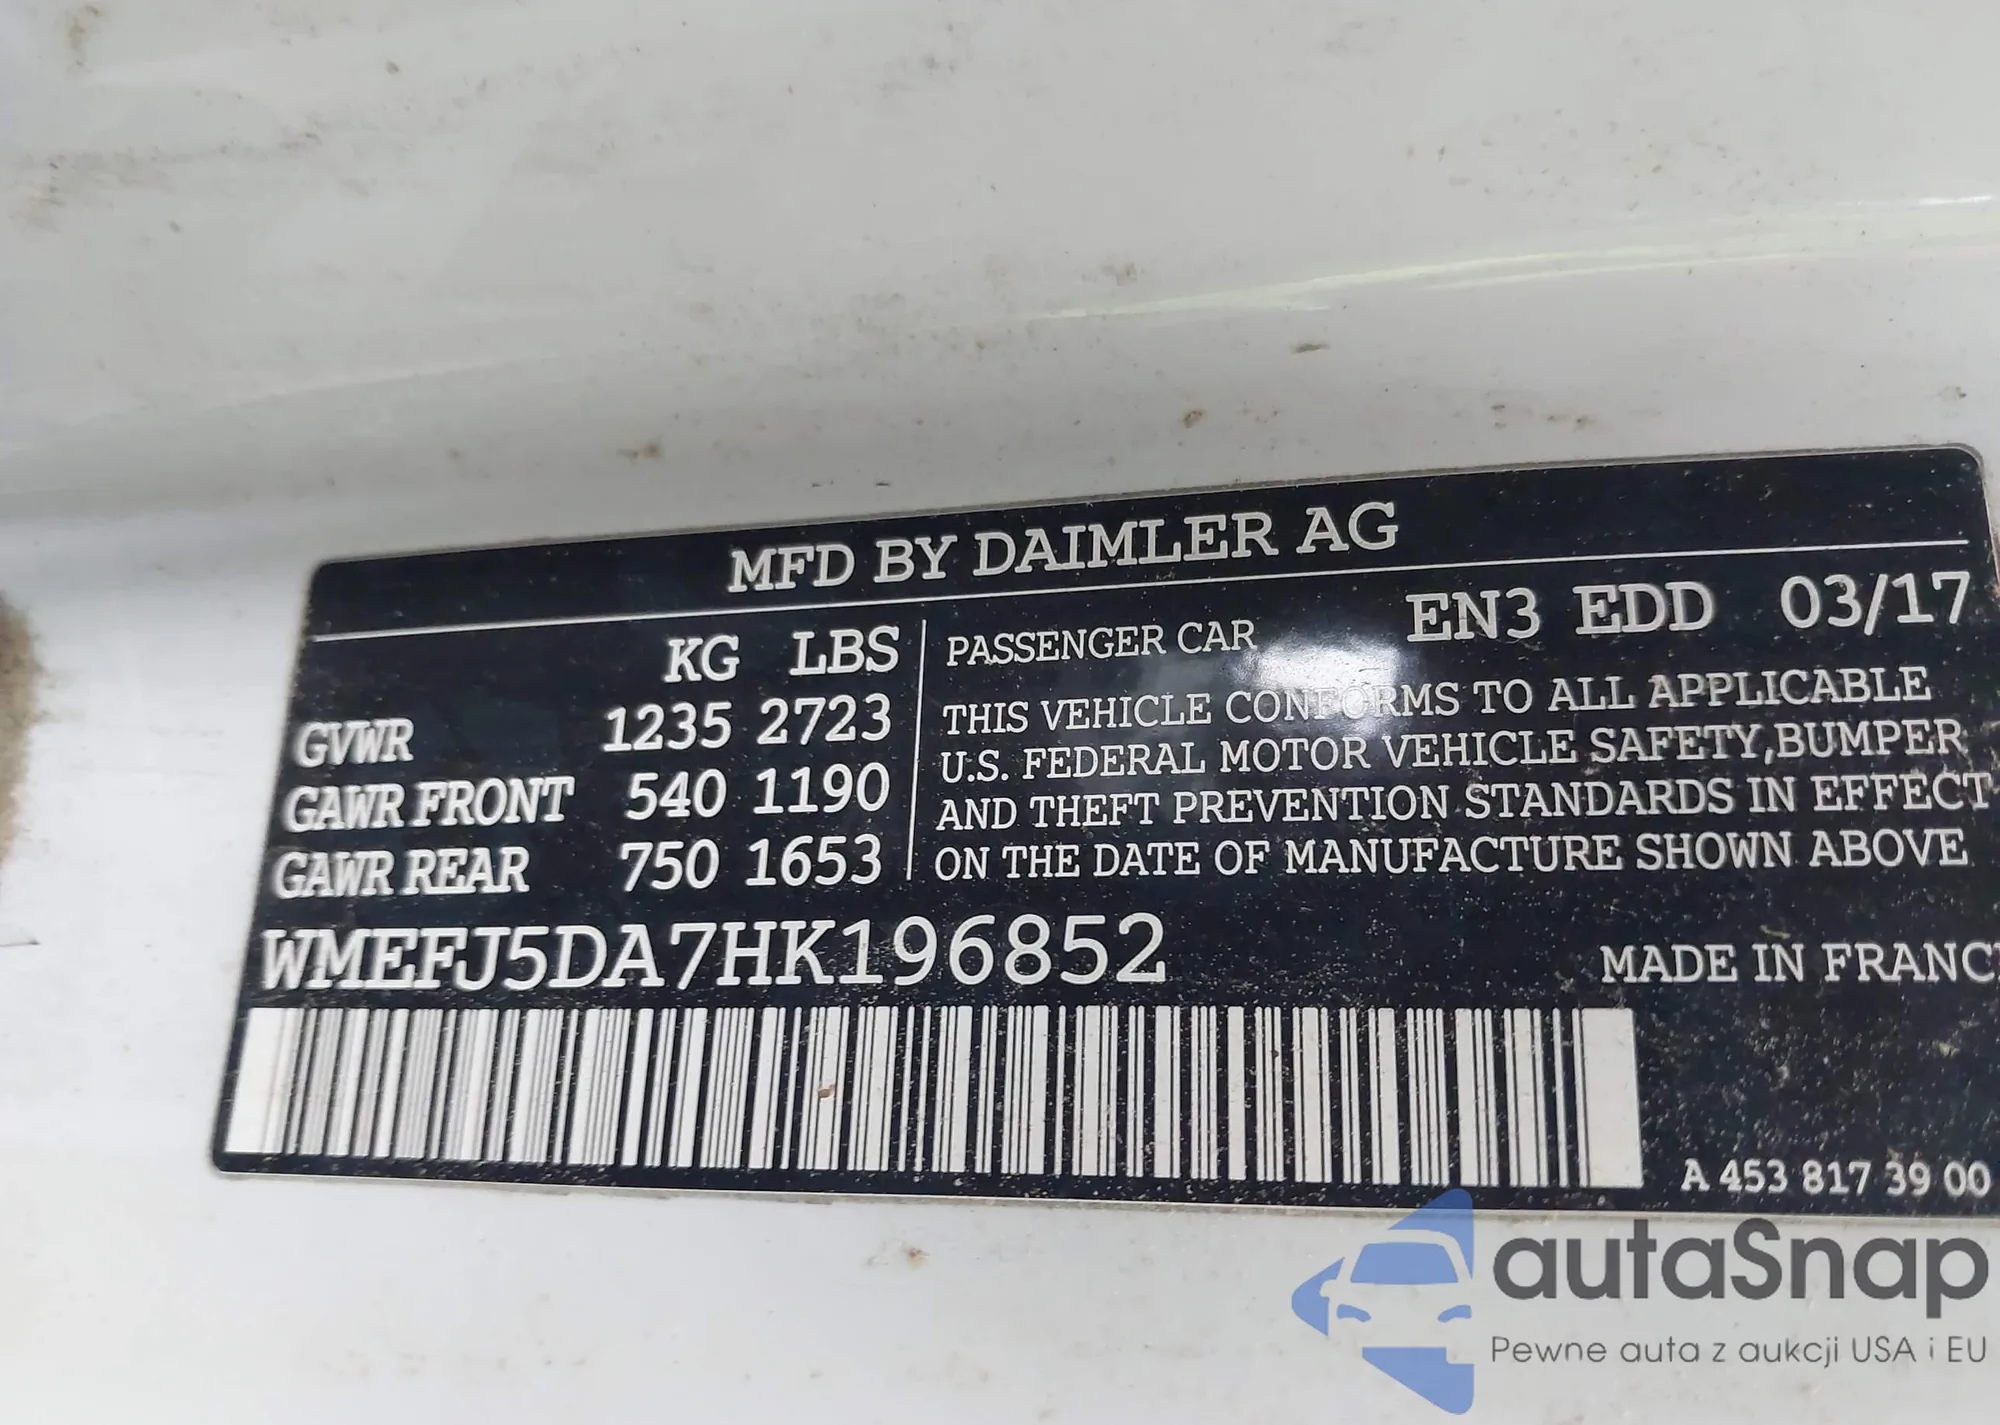 MFD BY DAIMLER AG
EN3 EDD 03/17
KG LBS
GVWR 1235 2723
GAWR FRONT 540 1190
GAWR REAR 750 1653
PASSENGER CAR
THIS VEHICLE CONFORMS TO ALL APPLICABLE
U.S. FEDERAL MOTOR VEHICLE SAFETY,BUMPER
AND THEFT PREVENTION STANDARDS IN EFFECT
ON THE DATE OF MANUFACTURE SHOWN ABOVE
WMEFJ5DA7HK196852
MADE IN FRANC
A 453 817 39 00
autaSnap
Pewne auta z aukcji USA i EU